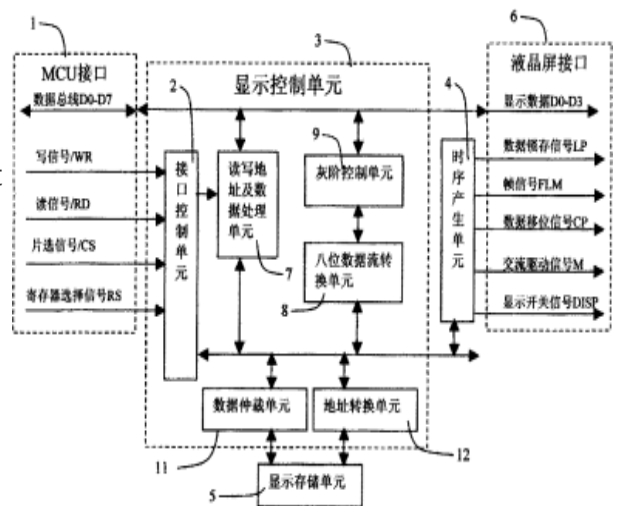 1
MCU接口
数据总线D0-D7
写信号/WR
读信号/RD
片选信号/CS
寄存器选择信号RS
3
显示控制单元
2
接口控制单元
读写地
址及数
据处理
单元
7
9
灰阶控制单元
八位数据流转
换单元
8
数据仲裁单元
11
地址转换单元
12
显示存储单元
5
4
时序产生单元
6
液晶屏接口
显示数据D0-D3
数据锁存信号LP
帧信号FLM
数据移位信号CP
交流驱动信号M
显示开关信号DISP